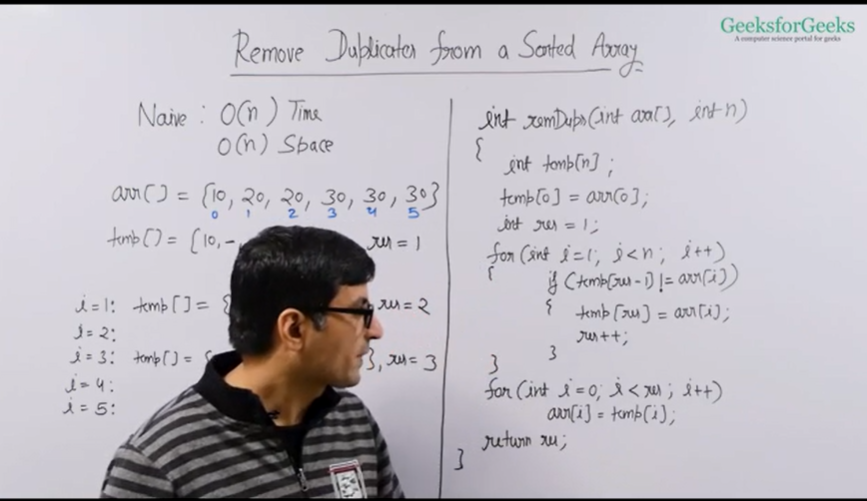 GeeksforGeeks
A computer science portal for geeks
Remove Duplicates from a Sorted Array
Naive : O(n) Time
O(n) Space
arr[] = {10, 20, 20, 30, 30, 30}
0 1 2 3 4 5
temp[] = {10, -, res = 1
i=1: temp[] = { res = 2
i=2:
i=3: temp[] = { }, res = 3
i=4:
i=5:
int remDups(int arr[], int n)
{
int temp[n];
temp[0] = arr[0];
int res = 1;
for(int i=1; i<n; i++)
{ if (temp[res-1] != arr[i])
{ temp[res] = arr[i];
res++;
}
}
for(int i=0; i<res; i++)
arr[i] = temp[i];
return res;
}